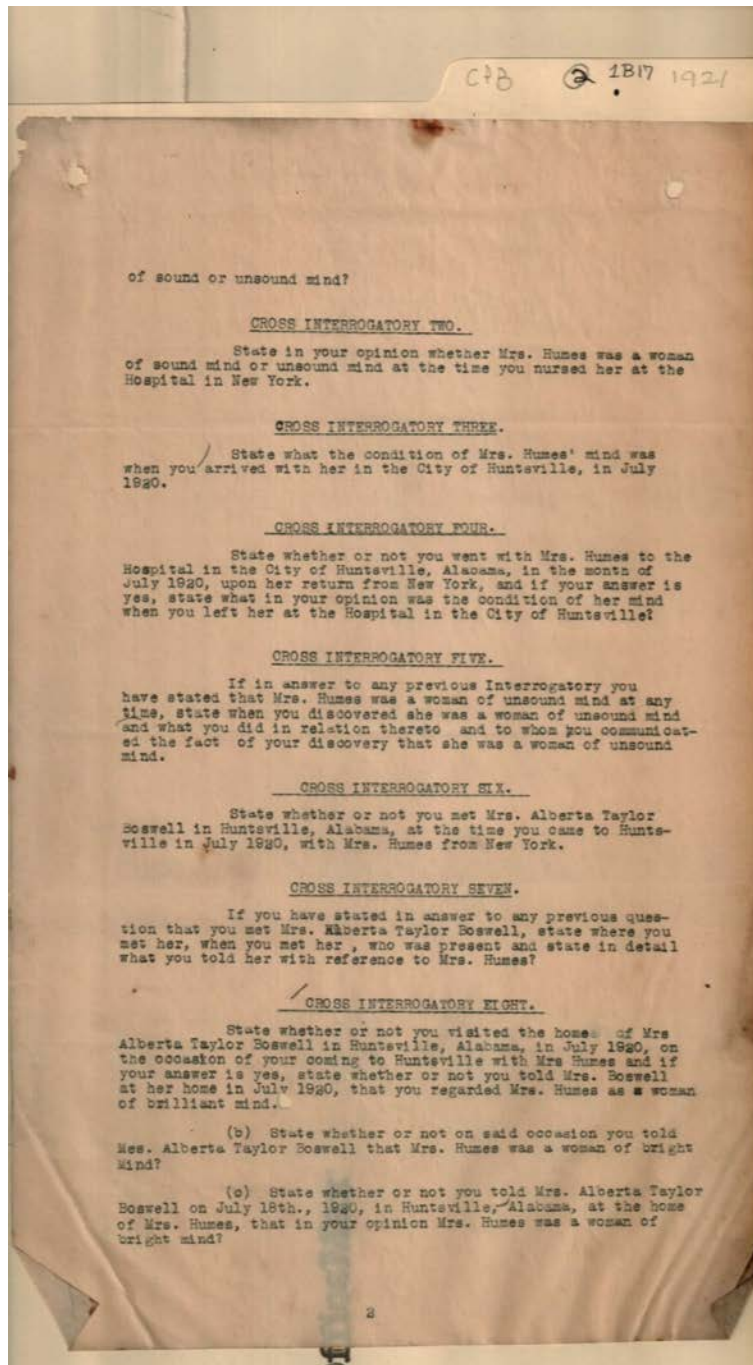 CPB ② 1B17 1921
of sound or unsound mind?
CROSS INTERROGATORY TWO.
State in your opinion whether Mrs. Humes was a woman
of sound mind or unsound mind at the time you nursed her at the
Hospital in New York.
CROSS INTERROGATORY THREE.
State what the condition of Mrs. Humes' mind was
when you arrived with her in the City of Huntsville, in July
1920.
CROSS INTERROGATORY FOUR.
State whether or not you went with Mrs. Humes to the
Hospital in the City of Huntsville, Alabama, in the month of
July 1920, upon her return from New York, and if your answer is
yes, state what in your opinion was the condition of her mind
when you left her at the Hospital in the City of Huntsville?
CROSS INTERROGATORY FIVE.
If in answer to any previous Interrogatory you
have stated that Mrs. Humes was a woman of unsound mind at any
time, state when you discovered she was a woman of unsound mind
and what you did in relation thereto and to whom you communicat-
ed the fact of your discovery that she was a woman of unsound
mind.
CROSS INTERROGATORY SIX.
State whether or not you met Mrs. Alberta Taylor
Boswell in Huntsville, Alabama, at the time you came to Hunts-
ville in July 1920, with Mrs. Humes from New York.
CROSS INTERROGATORY SEVEN.
If you have stated in answer to any previous ques-
tion that you met Mrs. Alberta Taylor Boswell, state where you
met her, when you met her , who was present and state in detail
what you told her with reference to Mrs. Humes?
CROSS INTERROGATORY EIGHT.
State whether or not you visited the home of Mrs
Alberta Taylor Boswell in Huntsville, Alabama, in July 1920, on
the occasion of your coming to Huntsville with Mrs Humes and if
your answer is yes, state whether or not you told Mrs. Boswell
at her home in July 1920, that you regarded Mrs. Humes as a woman
of brilliant mind.
(b) State whether or not on said occasion you told
Mes. Alberta Taylor Boswell that Mrs. Humes was a woman of bright
Mind?
(c) State whether or not you told Mrs. Alberta Taylor
Boswell on July 18th., 1920, in Huntsville, Alabama, at the home
of Mrs. Humes, that in your opinion Mrs. Humes was a woman of
bright mind?
2